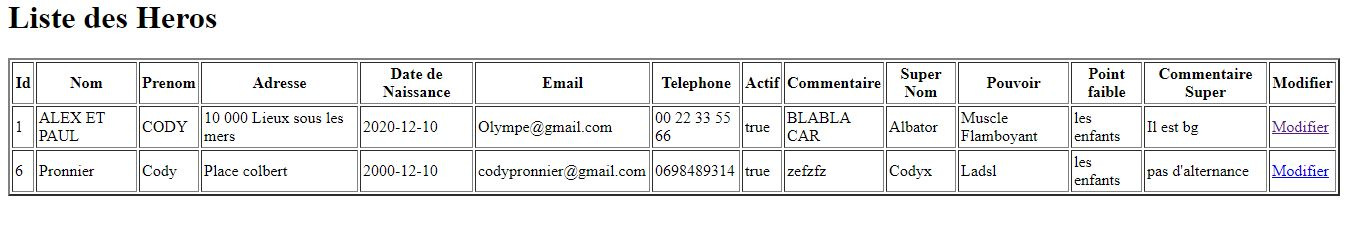 Liste des Heros
Id Nom Prenom Adresse Date de Naissance Email Telephone Actif Commentaire Super Nom Pouvoir Point faible Commentaire Super Modifier
1 ALEX ET PAUL CODY 10 000 Lieux sous les mers 2020-12-10 Olympe@gmail.com 00 22 33 55 66 true BLABLA CAR Albator Muscle Flamboyant les enfants Il est bg Modifier
6 Pronnier Cody Place colbert 2000-12-10 codypronnier@gmail.com 0698489314 true zefzfz Codyx Ladsl les enfants pas d'alternance Modifier